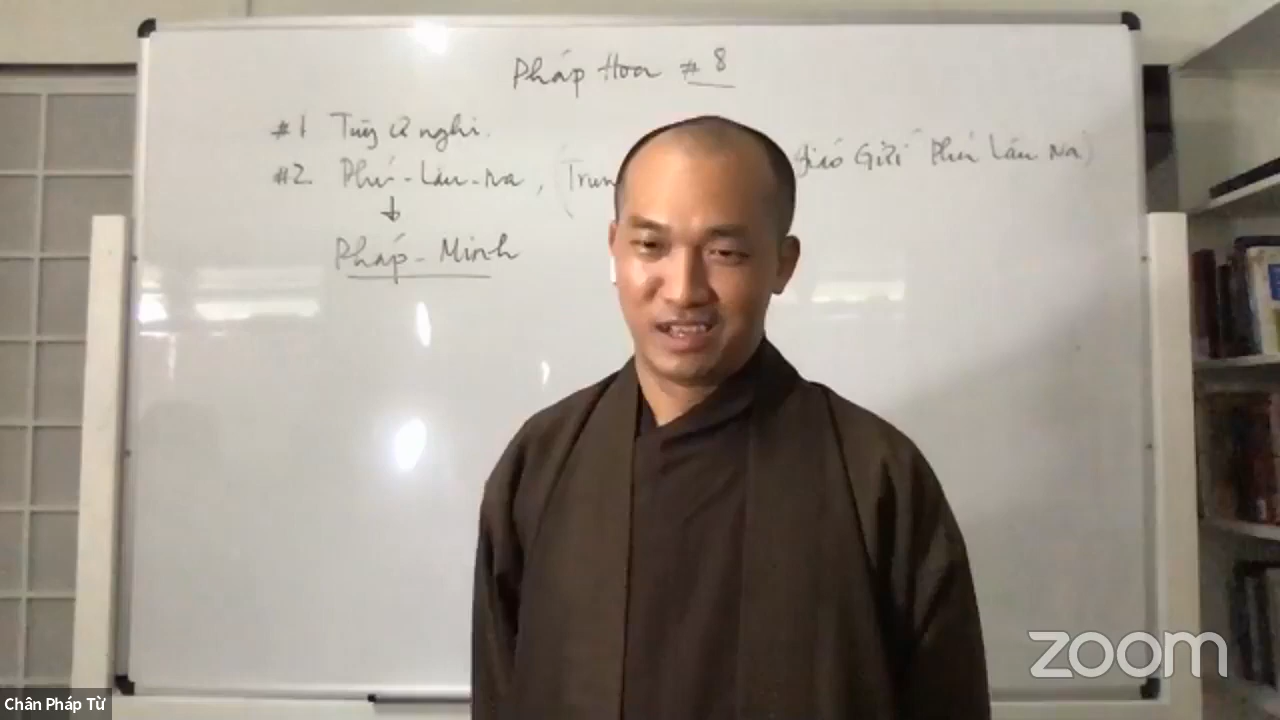 Pháp Hoa # 8
#1 Tùy cơ nghi.
#2. Phú-Lâu-Na, (Trun giáo Giới Phú Lâu Na)
↓
Pháp-Minh
zoom
Chân Pháp Từ